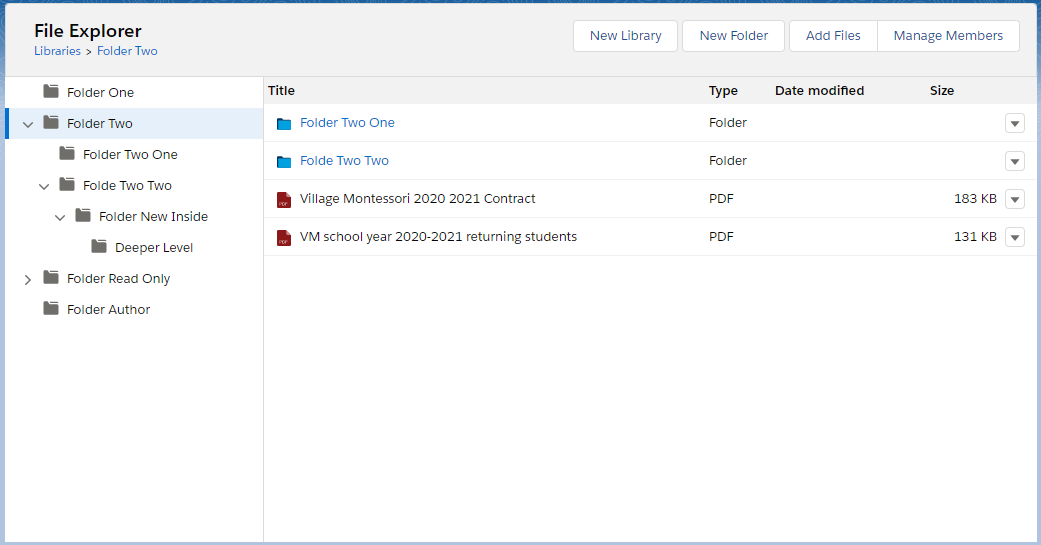 File Explorer
Libraries > Folder Two
New Library New Folder Add Files Manage Members
Folder One
Folder Two
Folder Two One
Folde Two Two
Folder New Inside
Deeper Level
Folder Read Only
Folder Author
Title Type Date modified Size
Folder Two One Folder
Folde Two Two Folder
PDF Village Montessori 2020 2021 Contract PDF 183 KB
PDF VM school year 2020-2021 returning students PDF 131 KB